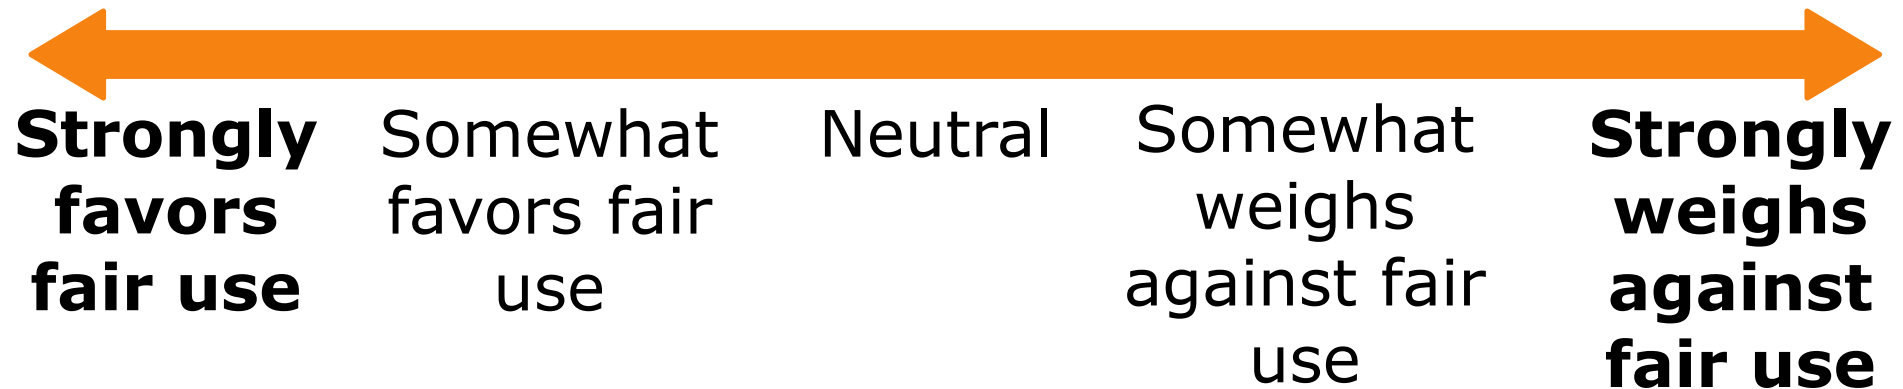 Strongly
favors
fair use
Somewhat
favors fair
use
Neutral
Somewhat
weighs
against fair
use
Strongly
weighs
against
fair use